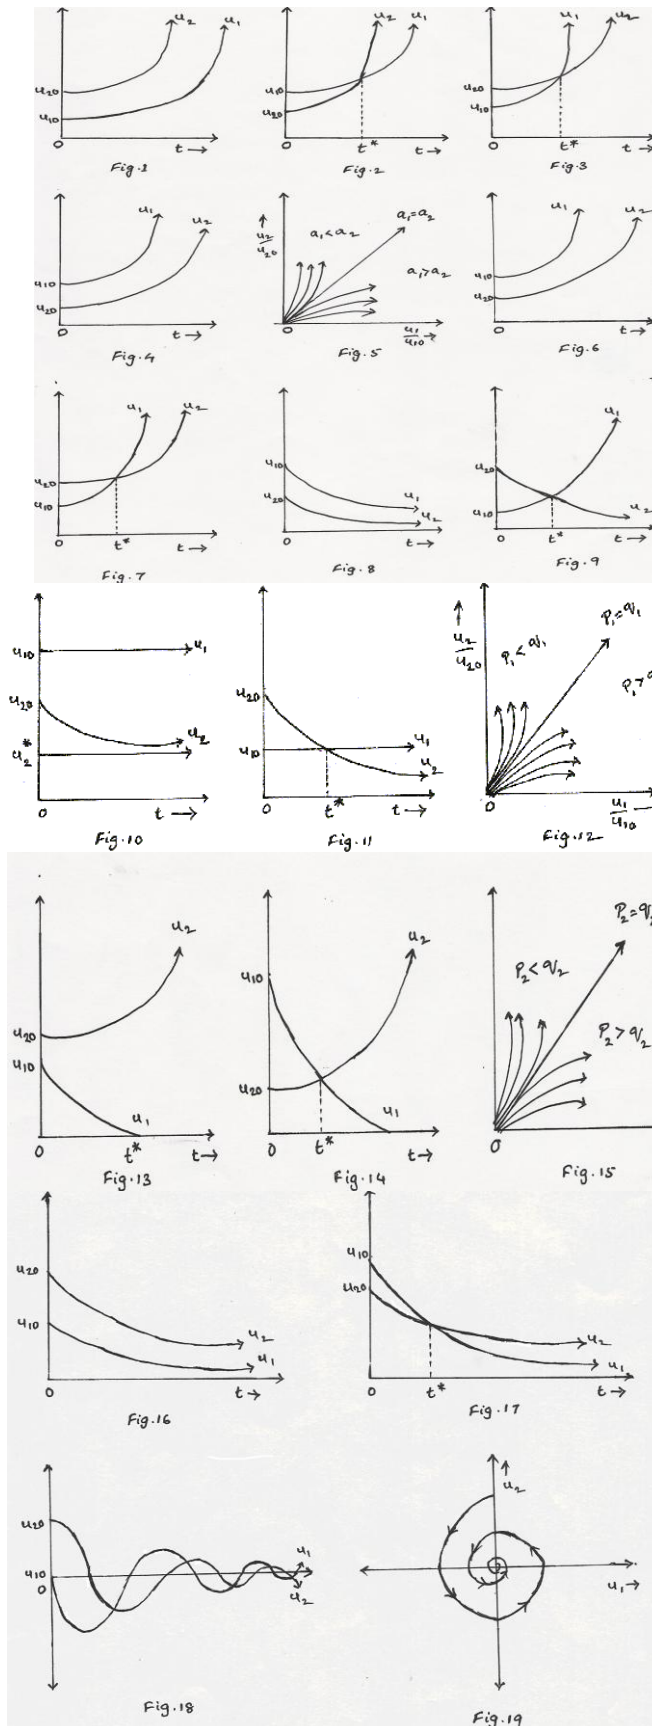 u₂ u₁
u₂₀
u₁₀
0 t →
Fig.1
u₂ u₁
u₁₀
u₂₀
0 t* t →
Fig.2
u₁ u₂
u₂₀
u₁₀
0 t* t →
Fig.3
u₁ u₂
u₁₀
u₂₀
0 t →
Fig.4
↑ u₂/u₂₀
a₁<a₂ a₁=a₂
a₁>a₂
0 u₁/u₁₀ →
Fig.5
u₁ u₂
u₁₀
u₂₀
0 t →
Fig.6
u₁ u₂
u₂₀
u₁₀
0 t* t →
Fig.7
u₁₀
u₂₀
u₁
u₂
0 t →
Fig.8
u₁
u₂₀
u₁₀
u₂
0 t* t →
Fig.9
u₁₀ u₁
u₂₀
u₂
u₂*
0 t →
Fig.10
u₂₀
u₁₀ u₁
u₂
0 t* t →
Fig.11
↑ u₂/u₂₀
P₁<q₁ P₁=q₁
P₁>
0 u₁/u₁₀
Fig.12
u₂
u₂₀
u₁₀
u₁
0 t* t →
Fig.13
u₂
u₁₀
u₂₀
u₁
0 t* t →
Fig.14
P₂=q₂
P₂<q₂
P₂>q₂
0
Fig.15
u₂₀
u₁₀
u₂
u₁
0 t →
Fig.16
u₁₀
u₂₀
u₂
u₁
0 t* t →
Fig.17
u₂₀
u₁₀
0
u₁
u₂
Fig.18
↑ u₂
u₁ →
Fig.19